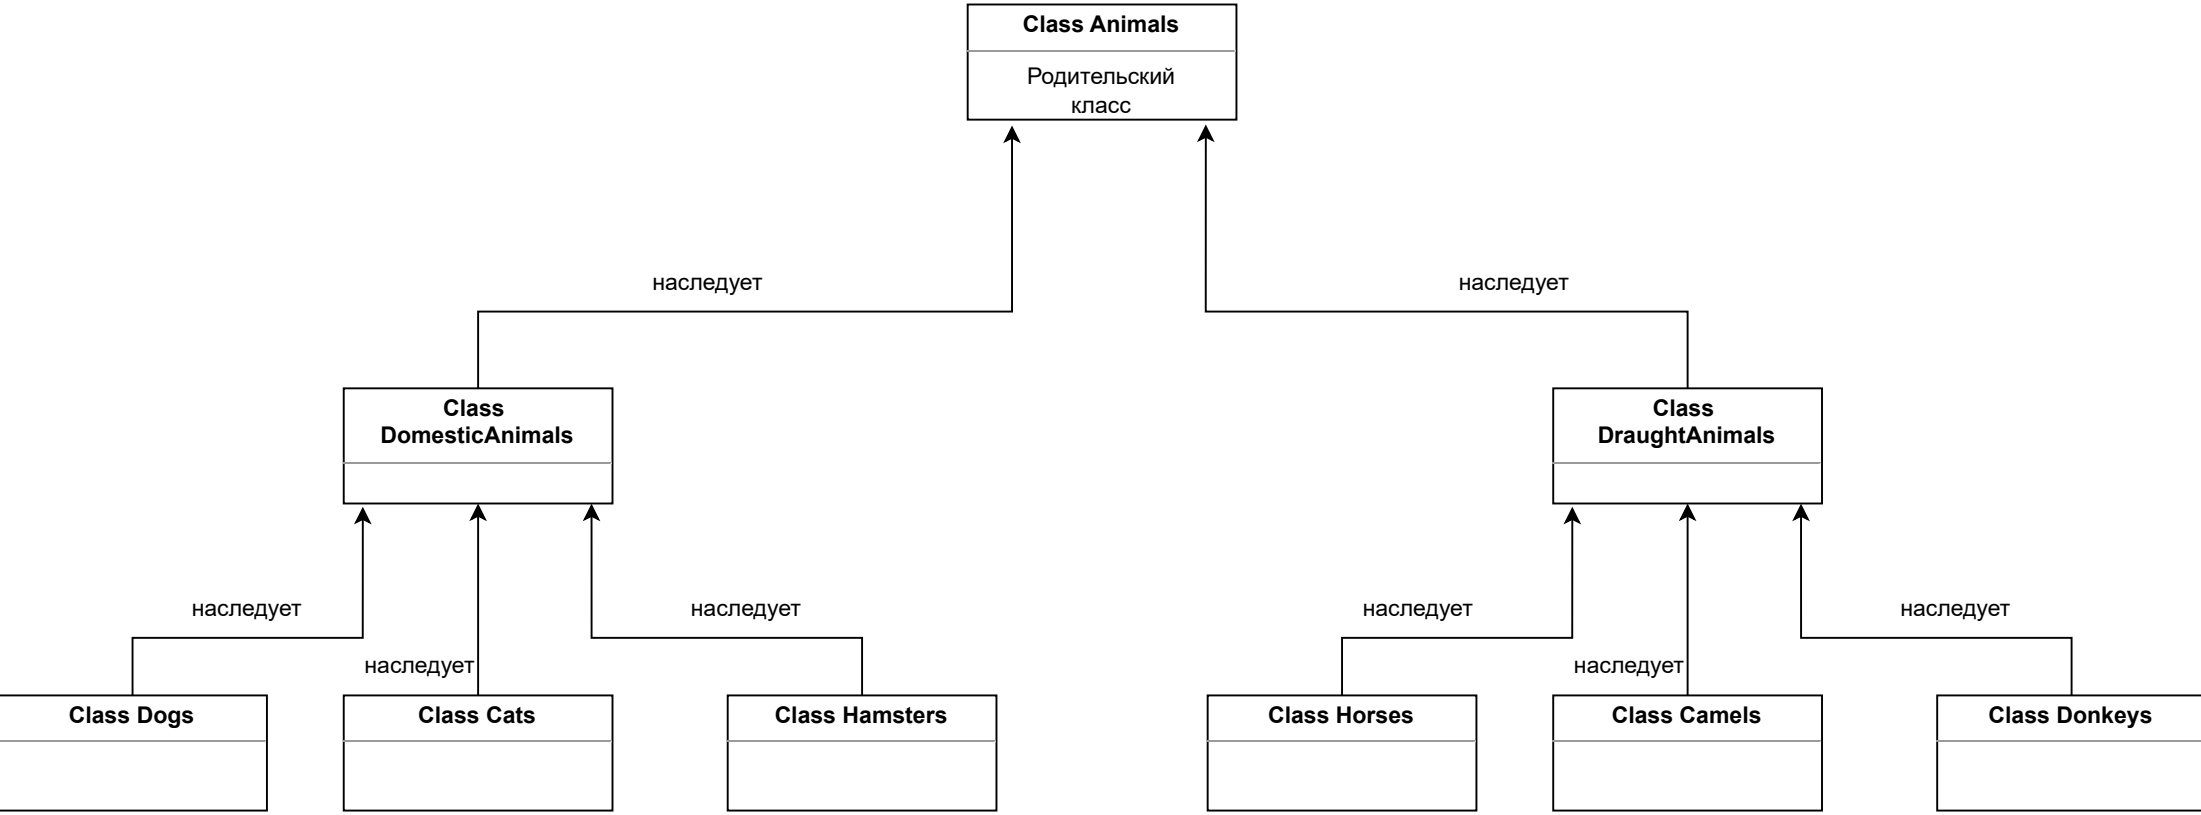 Class Animals
Родительский
класс
наследует
наследует
Class
DomesticAnimals
Class
DraughtAnimals
наследует
наследует
наследует
наследует
наследует
наследует
Class Dogs
Class Cats
Class Hamsters
Class Horses
Class Camels
Class Donkeys